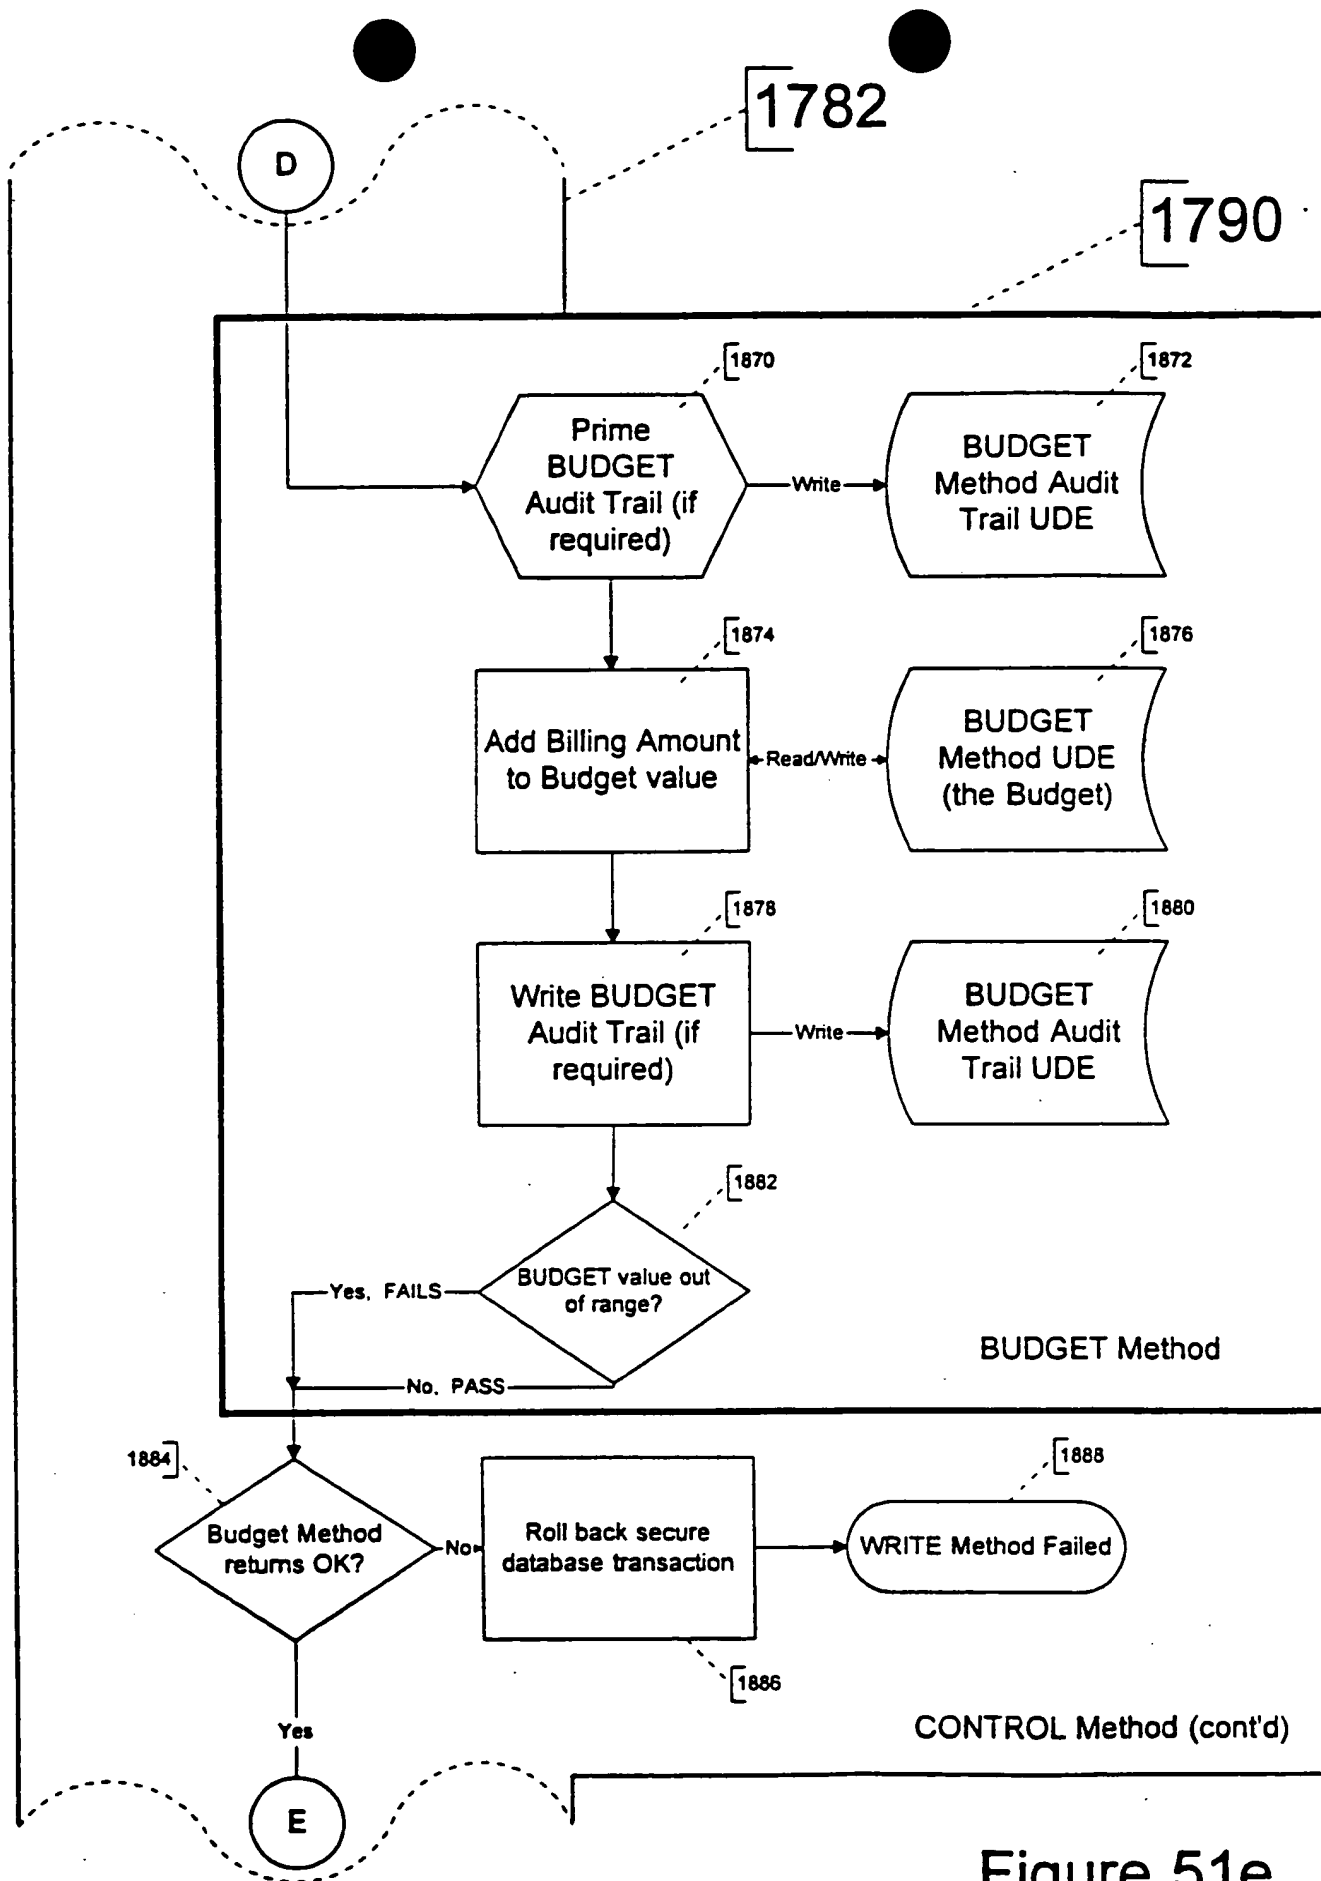 1782
D
1790
1870
1872
Prime
BUDGET
Audit Trail (if
required)
Write
BUDGET
Method Audit
Trail UDE
1874
1876
Add Billing Amount
to Budget value
Read/Write
BUDGET
Method UDE
(the Budget)
1878
1880
Write BUDGET
Audit Trail (if
required)
Write
BUDGET
Method Audit
Trail UDE
1882
BUDGET value out
of range?
Yes, FAILS
No, PASS
BUDGET Method
1884
1888
Budget Method
returns OK?
No
Roll back secure
database transaction
WRITE Method Failed
1886
Yes
CONTROL Method (cont'd)
E
Figure 51e